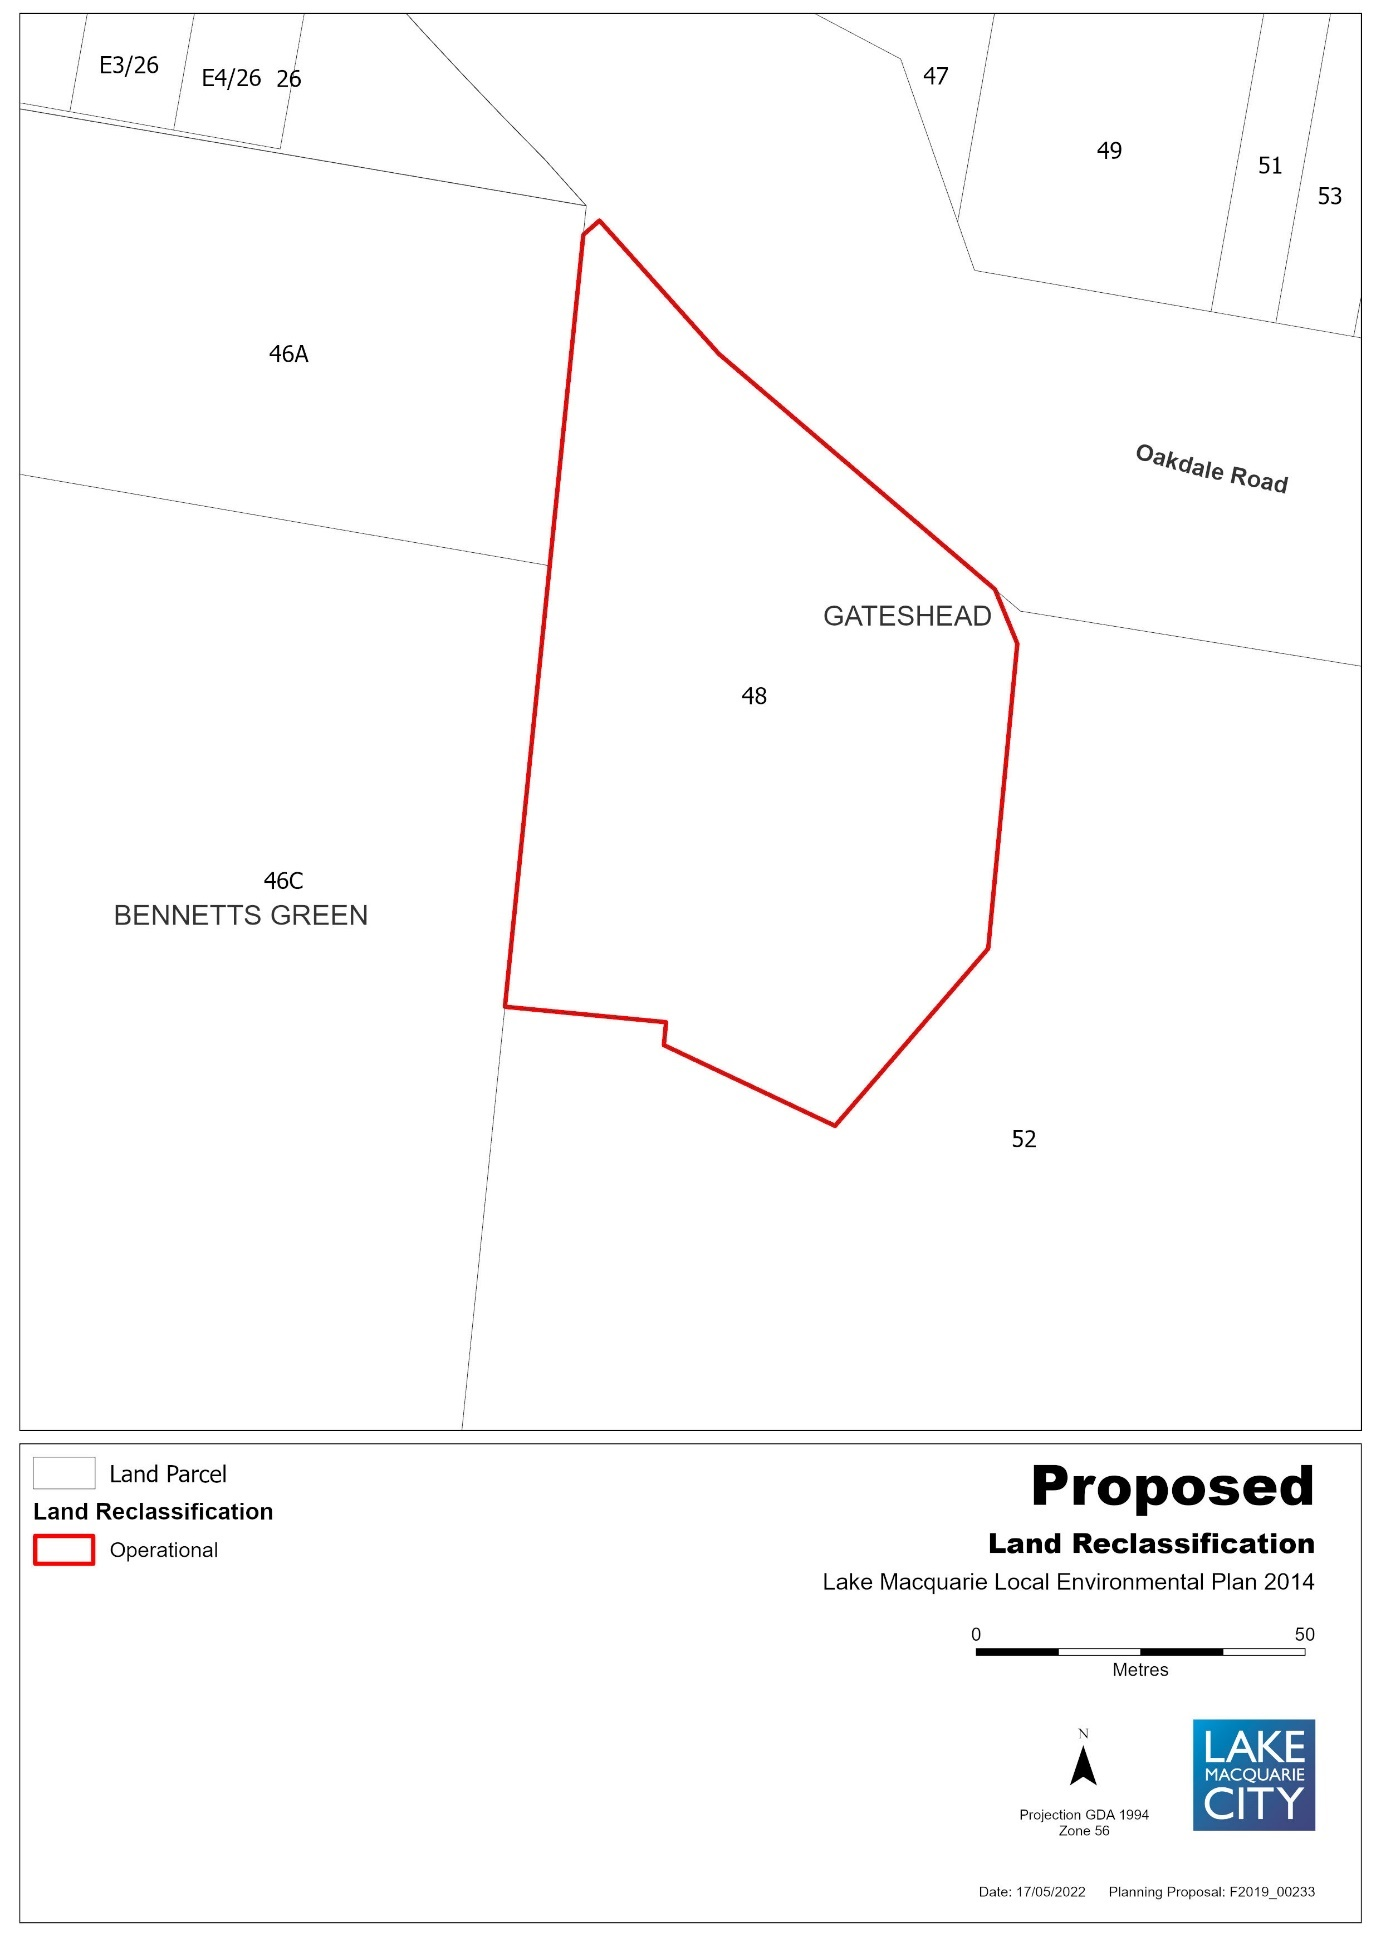 E3/26
E4/26
26
47
49
51
53
46A
Oakdale Road
GATESHEAD
48
46C
BENNETTS GREEN
52
Land Parcel
Land Reclassification
Operational
Proposed
Land Reclassification
Lake Macquarie Local Environmental Plan 2014
0 50
Metres
N
Projection GDA 1994
Zone 56
LAKE
MACQUARIE
CITY
Date: 17/05/2022 Planning Proposal: F2019_00233